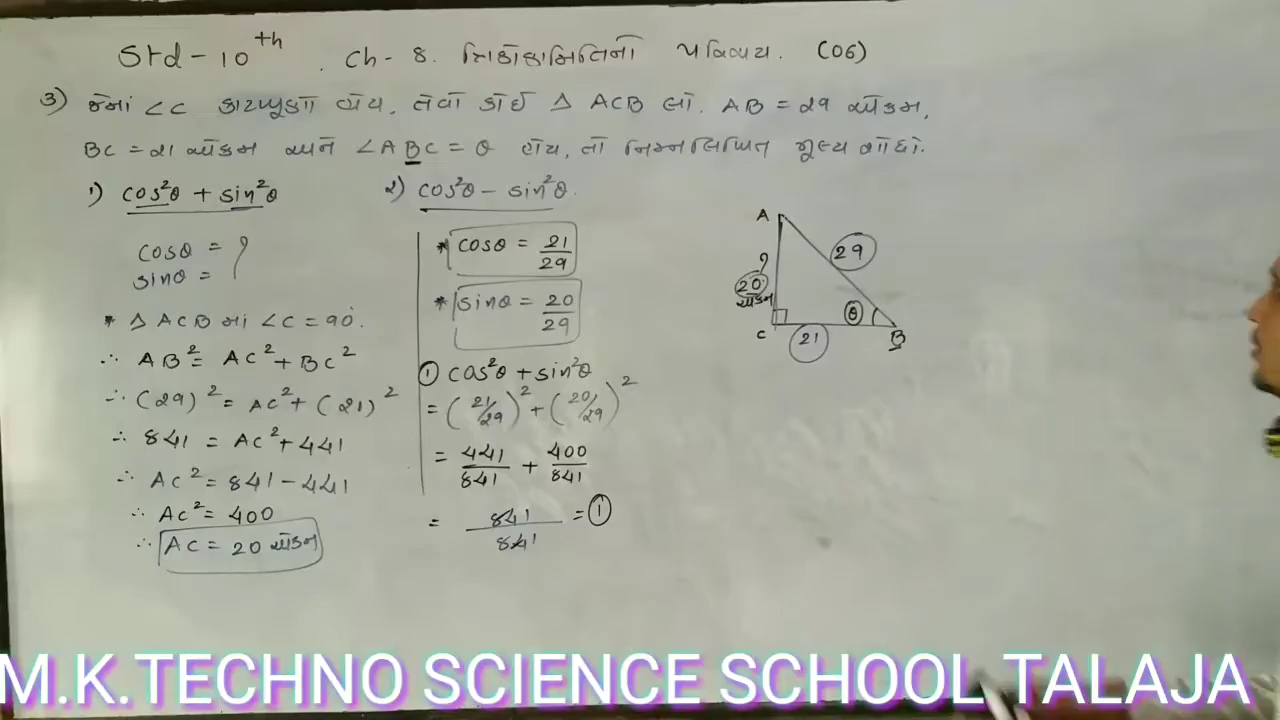 Std - 10th . Ch - 8. ત્રિકોણમિતિનો પરિચય. (06)
૩) જેમાં ∠C કાટખૂણો હોય, તેવો કોઈ Δ ACB લો. AB = 29 એકમ,
BC = 21 એકમ અને ∠ABC = θ હોય, તો નિમ્નલિખિત મૂલ્ય શોધો.
૧) cos²θ + sin²θ
cosθ = ?
sinθ =
* Δ ACB માં ∠C = 90°.
∴ AB² = AC² + BC²
∴ (29)² = AC² + (21)²
∴ 841 = AC² + 441
∴ AC² = 841 - 441
∴ AC² = 400
∴ AC = 20 એકમ
૨) cos²θ - sin²θ.
* cosθ = 21/29
* sinθ = 20/29
① cos²θ + sin²θ
= (21/29)² + (20/29)²
= 441/841 + 400/841
= 841/841 = ①
A
29
?
20
એકમ
θ
C
21
B
M.K.TECHNO SCIENCE SCHOOL TALAJA